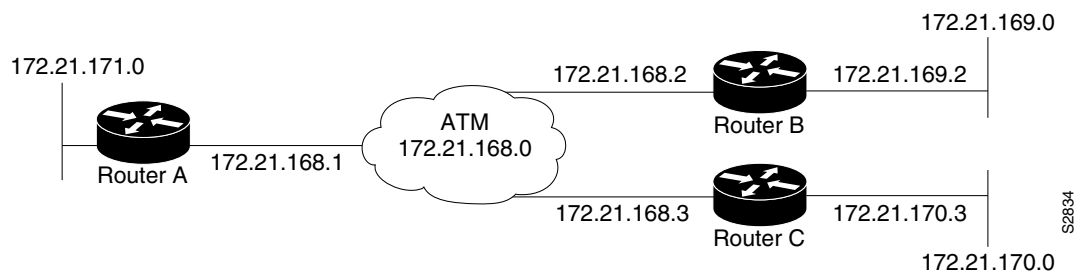 172.21.169.0
172.21.171.0
172.21.168.2
172.21.169.2
ATM
172.21.168.0
Router B
172.21.168.1
Router A
172.21.168.3
172.21.170.3
Router C
172.21.170.0
S2834